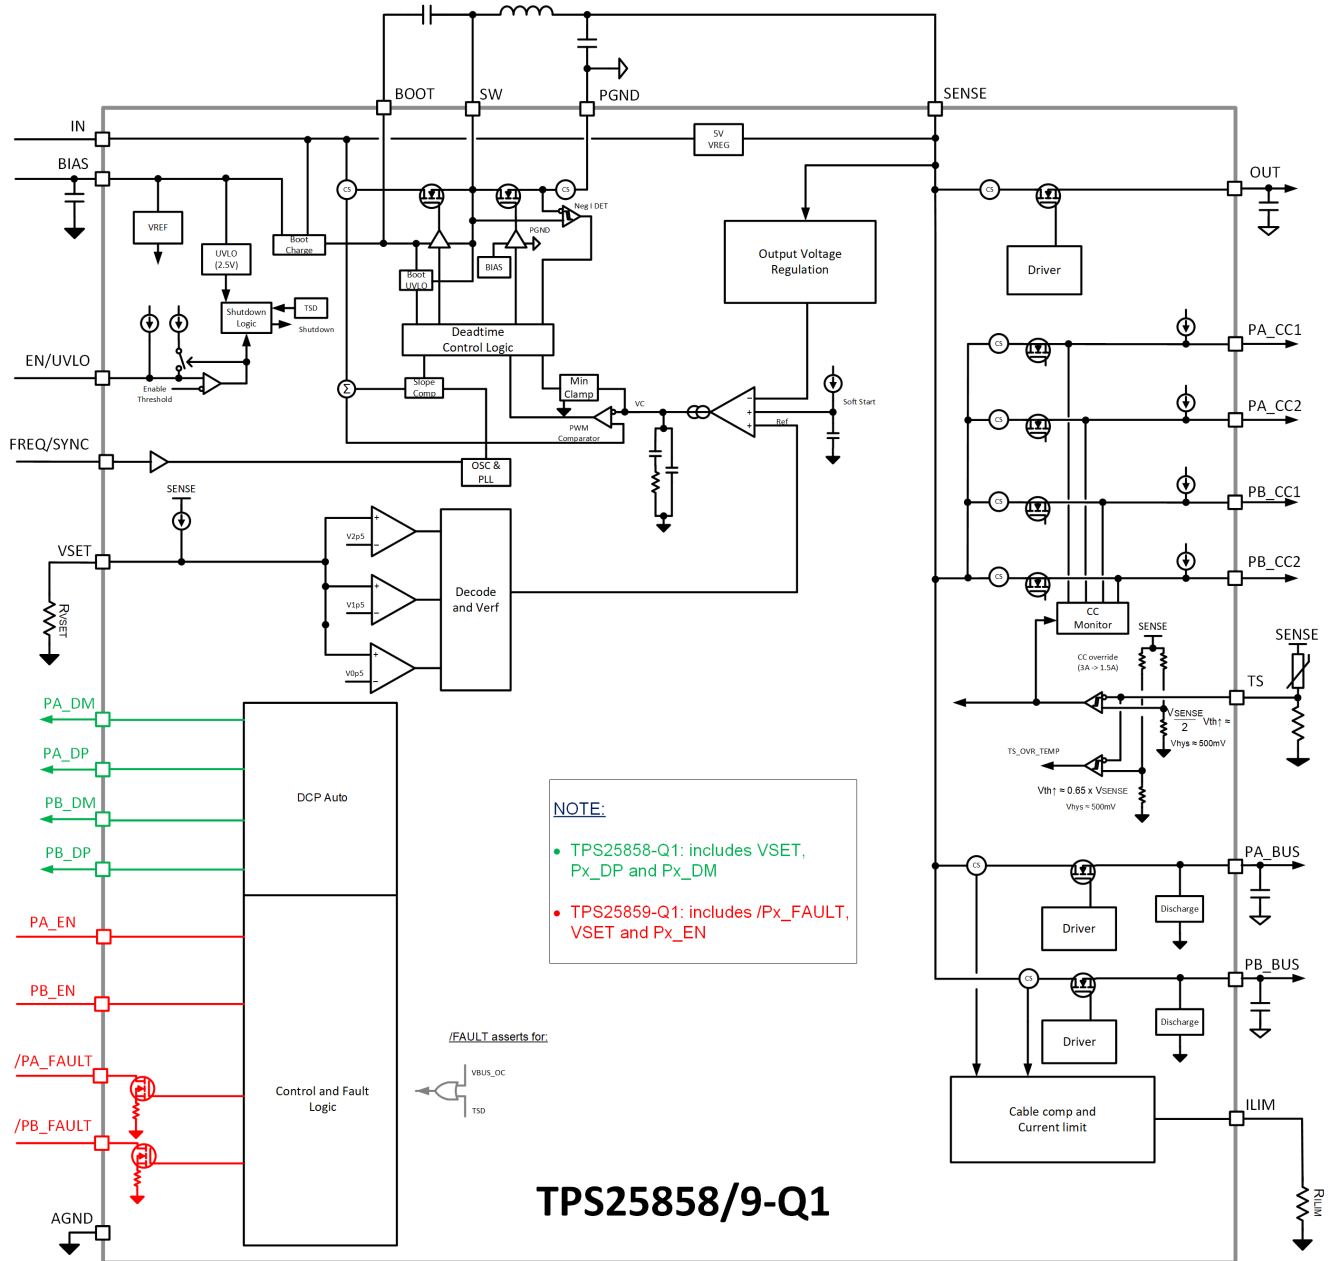 BOOT
SW
PGND
SENSE
IN
5V
VREG
BIAS
OUT
CS
CS
CS
Neg I DET
VREF
Boot
Charge
PGND
UVLO
(2.5V)
BIAS
Boot
UVLO
Output Voltage
Regulation
Driver
Shutdown
Logic
TSD
Shutdown
Deadtime
Control Logic
CS
PA_CC1
EN/UVLO
Enable
Threshold
Σ
Slope
Comp
Min
Clamp
VC
Soft Start
Ref
PWM
Comparator
CS
PA_CC2
FREQ/SYNC
OSC &
PLL
SENSE
CS
PB_CC1
VSET
V2p5
V1p5
V0p5
Decode
and Verf
CS
PB_CC2
RVSET
CC
Monitor
SENSE
SENSE
CC override
(3A -> 1.5A)
TS
VSENSE
2
Vth↑ ≈
Vhys ≈ 500mV
TS_OVR_TEMP
Vth↑ ≈ 0.65 x VSENSE
Vhys ≈ 500mV
PA_DM
PA_DP
PB_DM
PB_DP
DCP Auto
NOTE:
• TPS25858-Q1: includes VSET,
Px_DP and Px_DM
• TPS25859-Q1: includes /Px_FAULT,
VSET and Px_EN
CS
PA_BUS
Driver
Discharge
PA_EN
PB_EN
CS
PB_BUS
Driver
Discharge
/PA_FAULT
/PB_FAULT
Control and Fault
Logic
/FAULT asserts for:
VBUS_OC
TSD
Cable comp and
Current limit
ILIM
RILIM
AGND
TPS25858/9-Q1